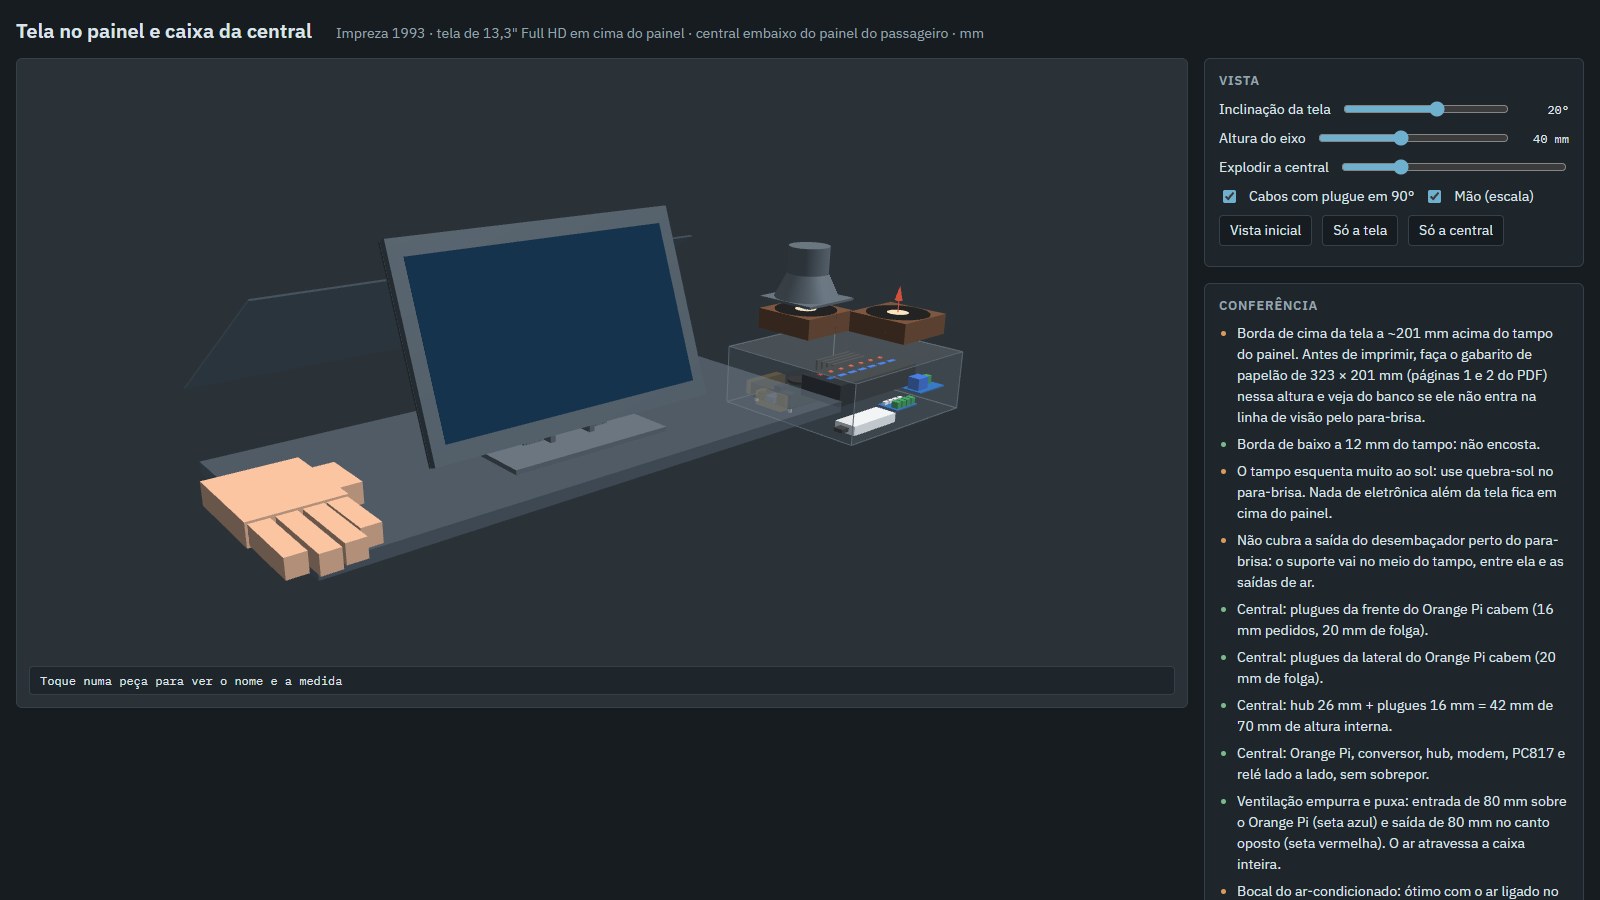 Tela no painel e caixa da central
Impreza 1993 · tela de 13,3" Full HD em cima do painel · central embaixo do painel do passageiro · mm
Toque numa peça para ver o nome e a medida
VISTA
Inclinação da tela
20°
Altura do eixo
40 mm
Explodir a central
Cabos com plugue em 90°
Mão (escala)
Vista inicial
Só a tela
Só a central
CONFERÊNCIA
Borda de cima da tela a ~201 mm acima do tampo
do painel. Antes de imprimir, faça o gabarito de
papelão de 323 × 201 mm (páginas 1 e 2 do PDF)
nessa altura e veja do banco se ele não entra na
linha de visão pelo para-brisa.
Borda de baixo a 12 mm do tampo: não encosta.
O tampo esquenta muito ao sol: use quebra-sol no
para-brisa. Nada de eletrônica além da tela fica em
cima do painel.
Não cubra a saída do desembaçador perto do para-
brisa: o suporte vai no meio do tampo, entre ela e as
saídas de ar.
Central: plugues da frente do Orange Pi cabem (16
mm pedidos, 20 mm de folga).
Central: plugues da lateral do Orange Pi cabem (20
mm de folga).
Central: hub 26 mm + plugues 16 mm = 42 mm de
70 mm de altura interna.
Central: Orange Pi, conversor, hub, modem, PC817 e
relé lado a lado, sem sobrepor.
Ventilação empurra e puxa: entrada de 80 mm sobre
o Orange Pi (seta azul) e saída de 80 mm no canto
oposto (seta vermelha). O ar atravessa a caixa
inteira.
Bocal do ar-condicionado: ótimo com o ar ligado no